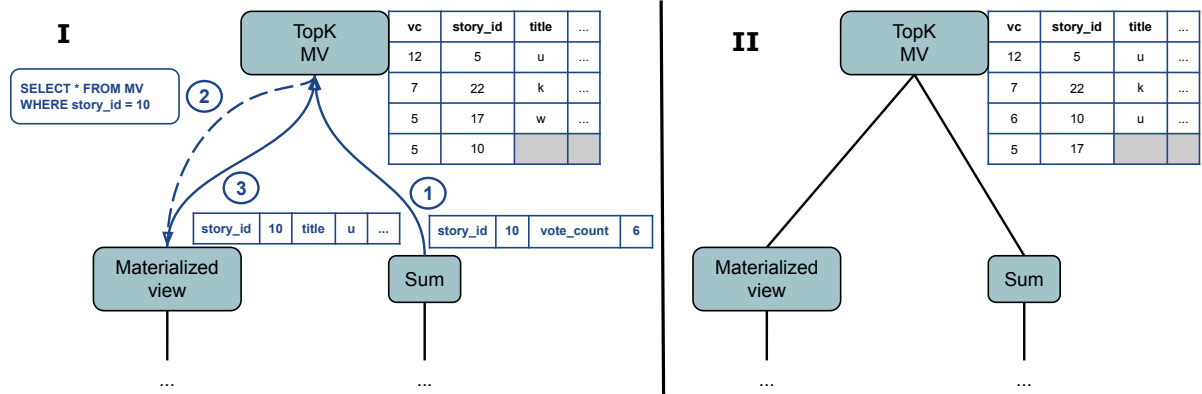 I
TopK
MV
vc story_id title ...
12 5 u ...
7 22 k ...
5 17 w ...
5 10
SELECT * FROM MV
WHERE story_id = 10
2
3
1
story_id 10 title u ...
story_id 10 vote_count 6
Materialized
view
Sum
...
...
II
TopK
MV
vc story_id title ...
12 5 u ...
7 22 k ...
6 10 u ...
5 17
Materialized
view
Sum
...
...